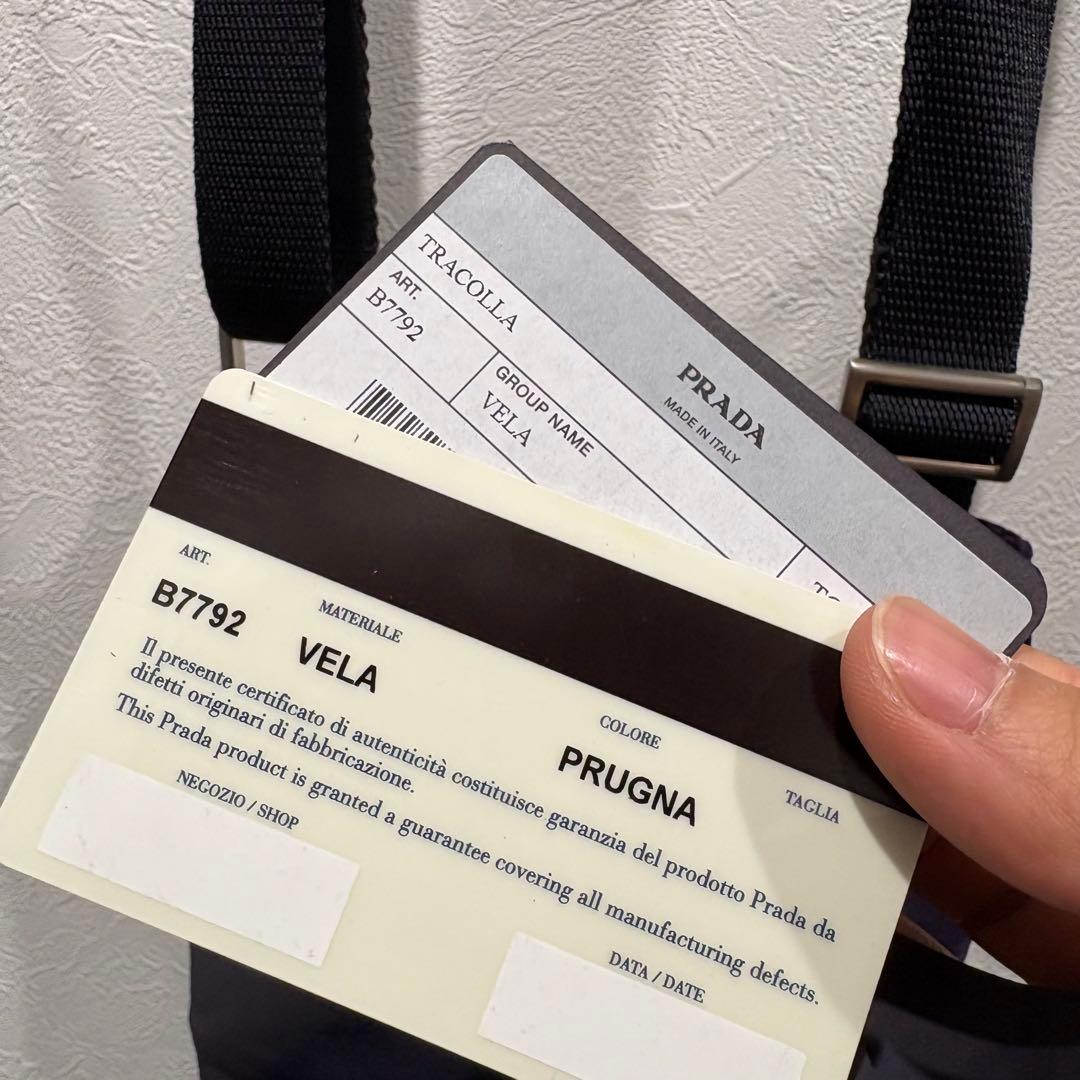 PRADA
MADE IN ITALY
TRACOLLA
ART.
B7792
GROUP NAME
VELA
ART.
B7792
MATERIALE
VELA
COLORE
PRUGNA
TAGLIA
Il presente certificato di autenticità costituisce garanzia del prodotto Prada da
difetti originari di fabbricazione.
This Prada product is granted a guarantee covering all manufacturing defects.
NEGOZIO / SHOP
DATA / DATE